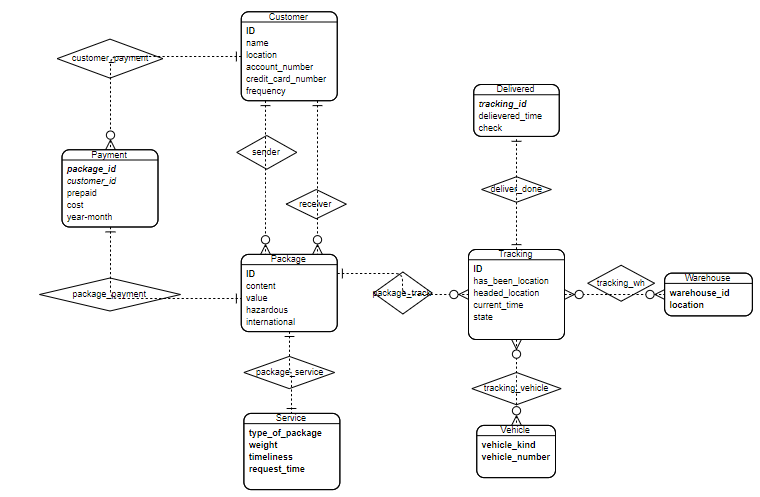 Customer
ID
name
location
account_number
credit_card_number
frequency
customer_payment
Delivered
tracking_id
delievered_time
check
Payment
package_id
customer_id
prepaid
cost
year-month
sender
receiver
deliver_done
Package
ID
content
value
hazardous
international
Tracking
ID
has_been_location
headed_location
current_time
state
package_payment
package_track
tracking_wh
Warehouse
warehouse_id
location
package_service
tracking_vehicle
Service
type_of_package
weight
timeliness
request_time
Vehicle
vehicle_kind
vehicle_number